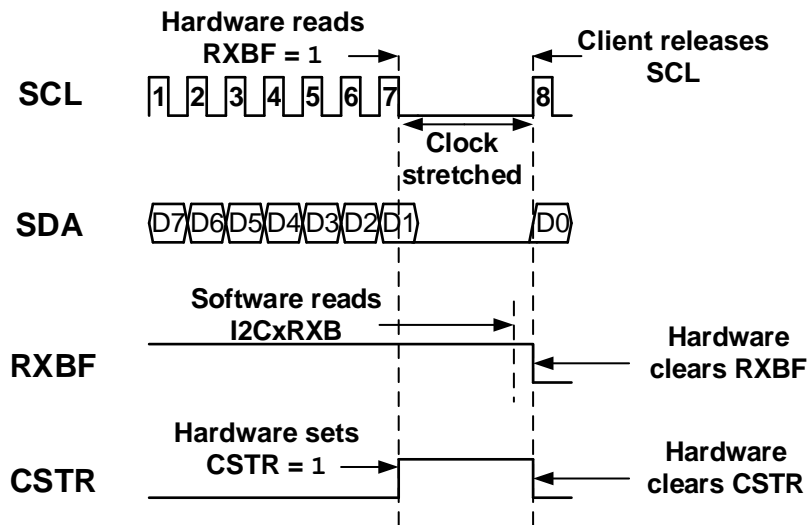 Hardware reads
RXBF = 1
Client releases
SCL
SCL
1 2 3 4 5 6 7 8
Clock
stretched
SDA
D7 D6 D5 D4 D3 D2 D1 D0
Software reads
I2CxRXB
RXBF
Hardware
clears RXBF
Hardware sets
CSTR = 1
CSTR
Hardware
clears CSTR